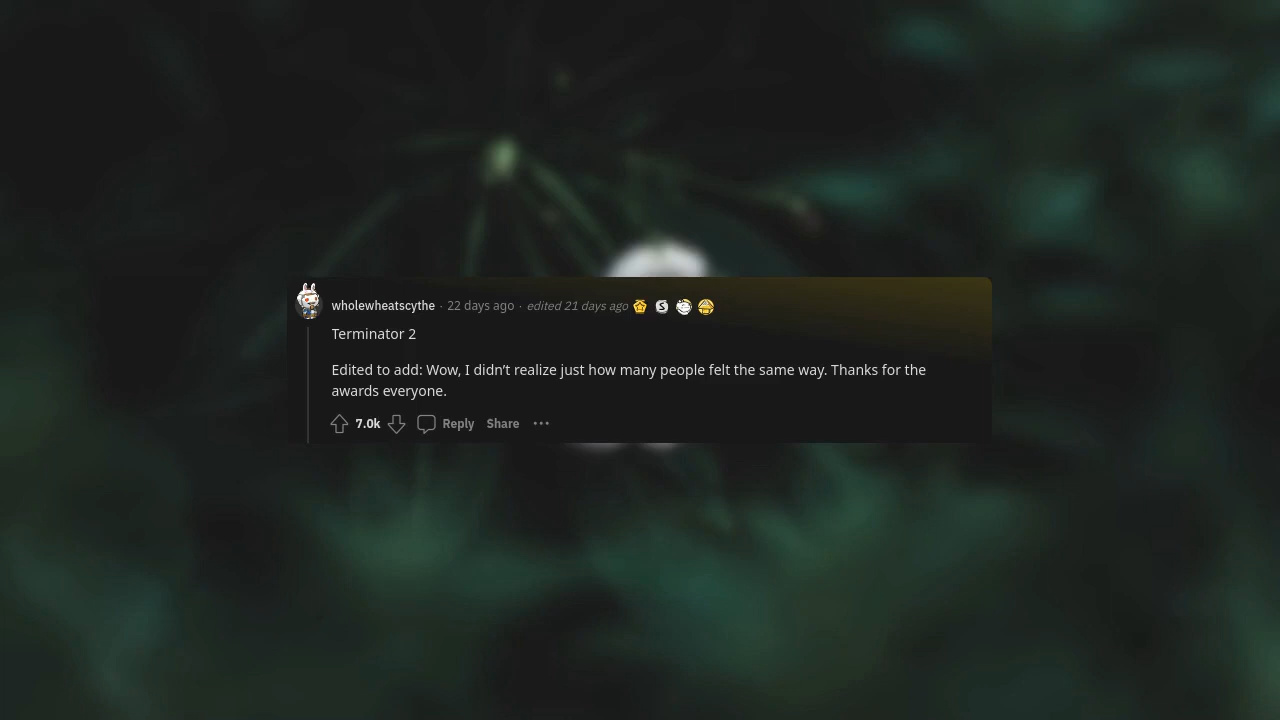 wholewheatscythe · 22 days ago · edited 21 days ago
Terminator 2
Edited to add: Wow, I didn’t realize just how many people felt the same way. Thanks for the
awards everyone.
7.0k Reply Share ···